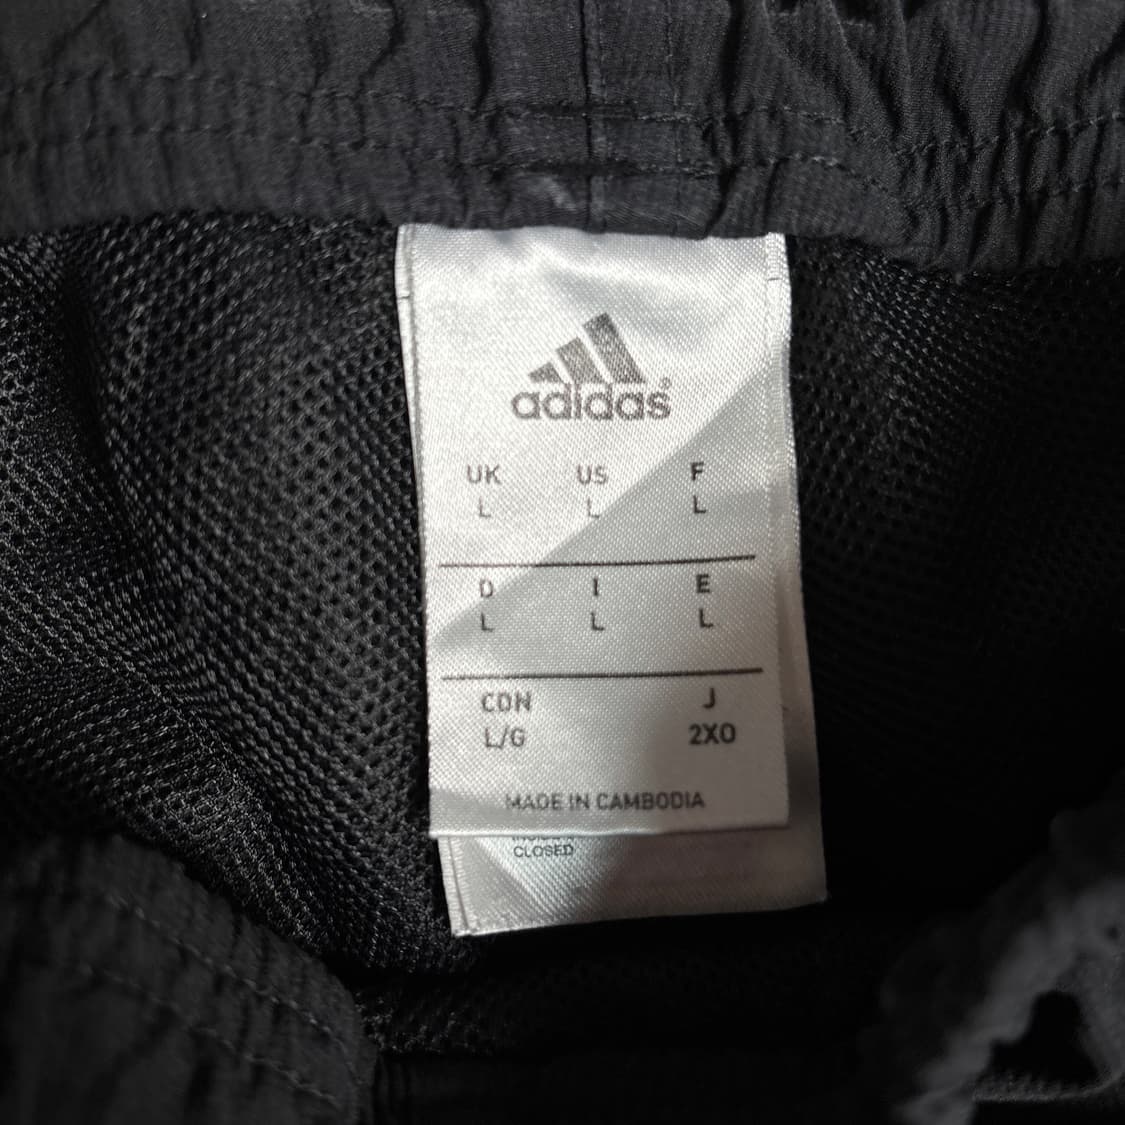 adidas®
UK US F
L L L
D I E
L L L
CDN J
L/G 2XO
MADE IN CAMBODIA
CLOSED